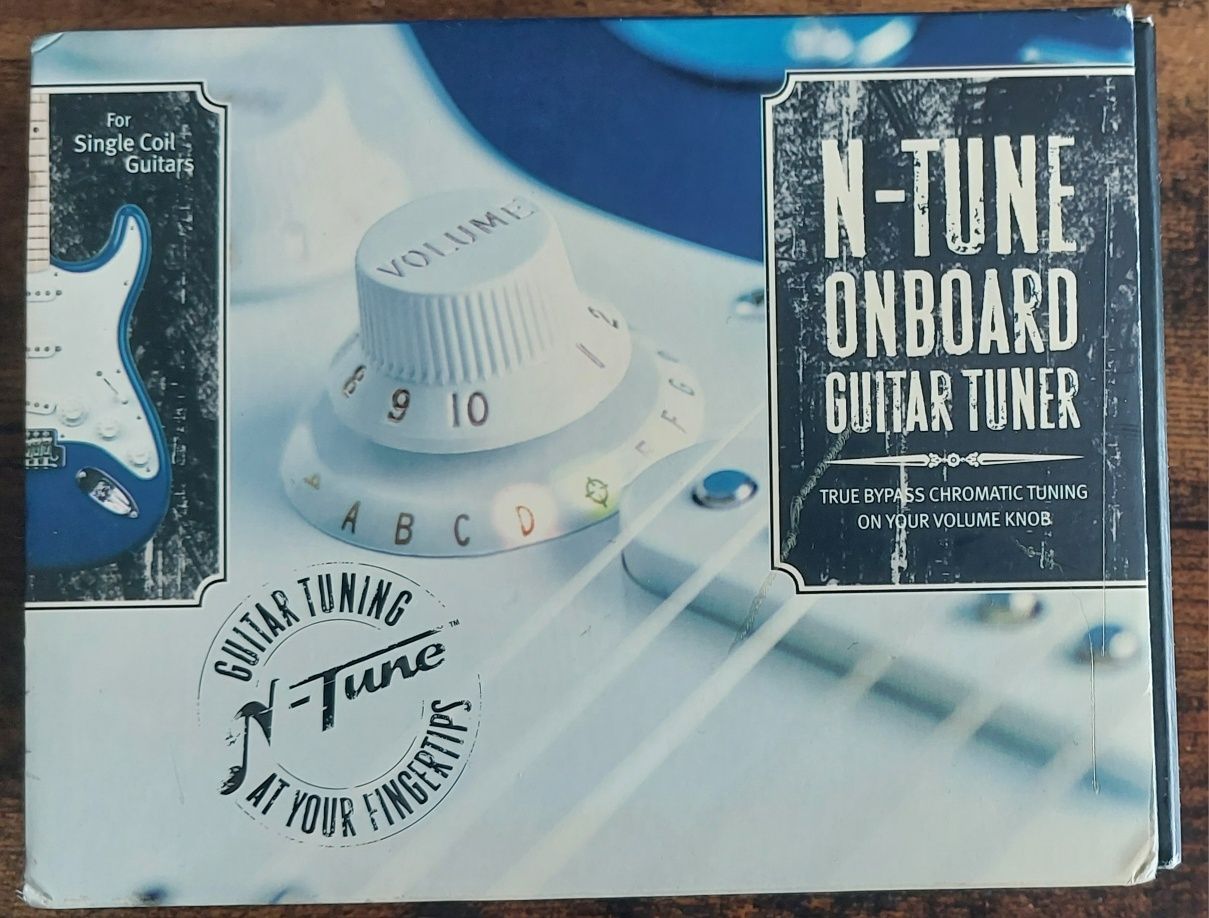 For
Single Coil
Guitars
VOLUME
8 9 10 1 2
A B C D E F G
N-TUNE
ONBOARD
GUITAR TUNER
TRUE BYPASS CHROMATIC TUNING
ON YOUR VOLUME KNOB
GUITAR TUNING
N-Tune™
AT YOUR FINGERTIPS